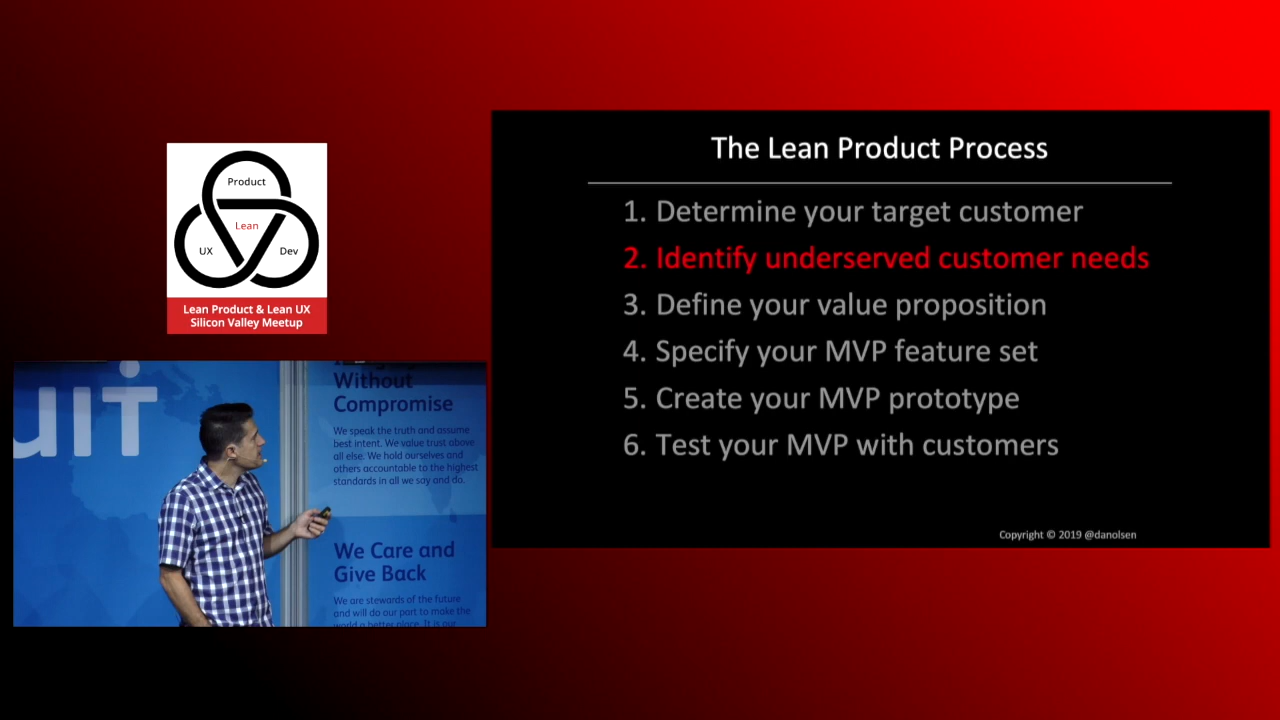 Product
Lean
UX
Dev
Lean Product & Lean UX
Silicon Valley Meetup
The Lean Product Process
1. Determine your target customer
2. Identify underserved customer needs
3. Define your value proposition
4. Specify your MVP feature set
5. Create your MVP prototype
6. Test your MVP with customers
Copyright © 2019 @danolsen
UIT
Without
Compromise
We speak the truth and assume
best intent. We value trust above
all else. We hold ourselves and
others accountable to the highest
standards in all we say and do.
We Care and
Give Back
We are stewards of the future
and will do our part to make the
world a better place. It is our